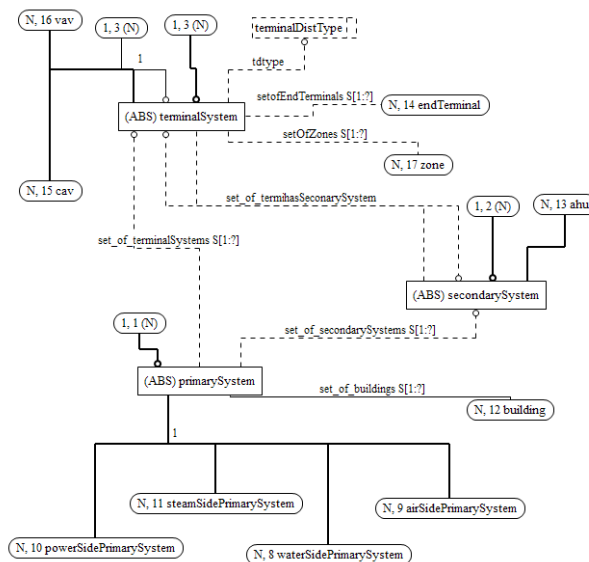 N, 16 vav
1, 3 (N)
1, 3 (N)
terminalDistType
1
tdtype
setofEndTerminals S[1:?]
N, 14 endTerminal
(ABS) terminalSystem
setOfZones S[1:?]
N, 17 zone
N, 15 cav
set_of_termihasSeconarySystem
1, 2 (N)
N, 13 ahu
set_of_terminalSystems S[1:?]
(ABS) secondarySystem
1, 1 (N)
set_of_secondarySystems S[1:?]
(ABS) primarySystem
set_of_buildings S[1:?]
N, 12 building
1
N, 11 steamSidePrimarySystem
N, 9 airSidePrimarySystem
N, 10 powerSidePrimarySystem
N, 8 waterSidePrimarySystem